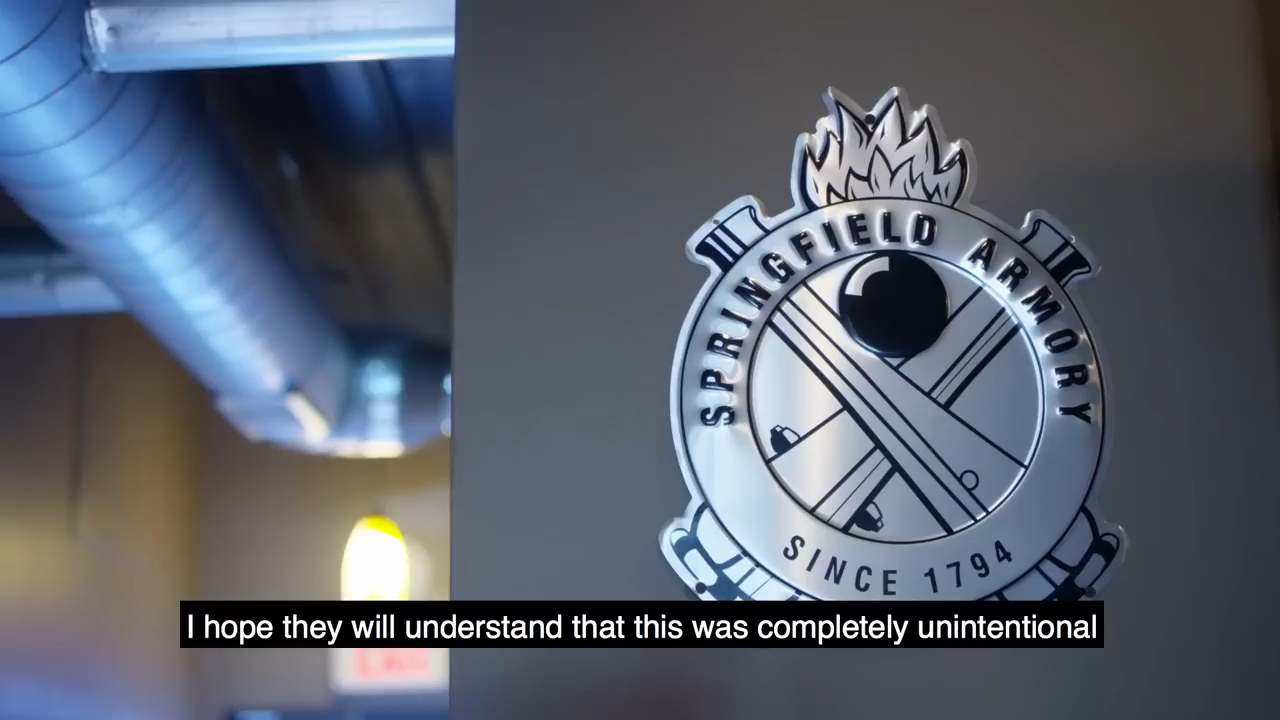 SPRINGFIELD ARMORY
SINCE 1794
I hope they will understand that this was completely unintentional